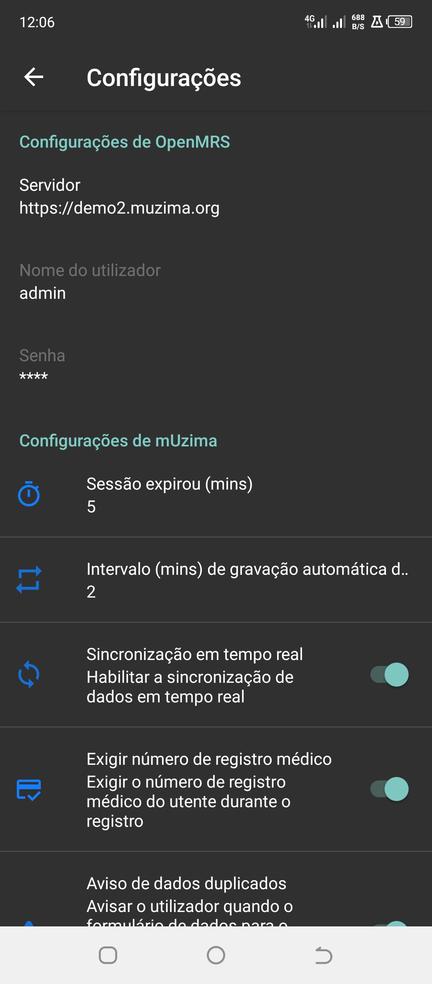 12:06
4G
688
B/S
59
Configurações
Configurações de OpenMRS
Servidor
https://demo2.muzima.org
Nome do utilizador
admin
Senha
****
Configurações de mUzima
Sessão expirou (mins)
5
Intervalo (mins) de gravação automática d..
2
Sincronização em tempo real
Habilitar a sincronização de
dados em tempo real
Exigir número de registro médico
Exigir o número de registro
médico do utente durante o
registro
Aviso de dados duplicados
Avisar o utilizador quando o
formulário de dados para o